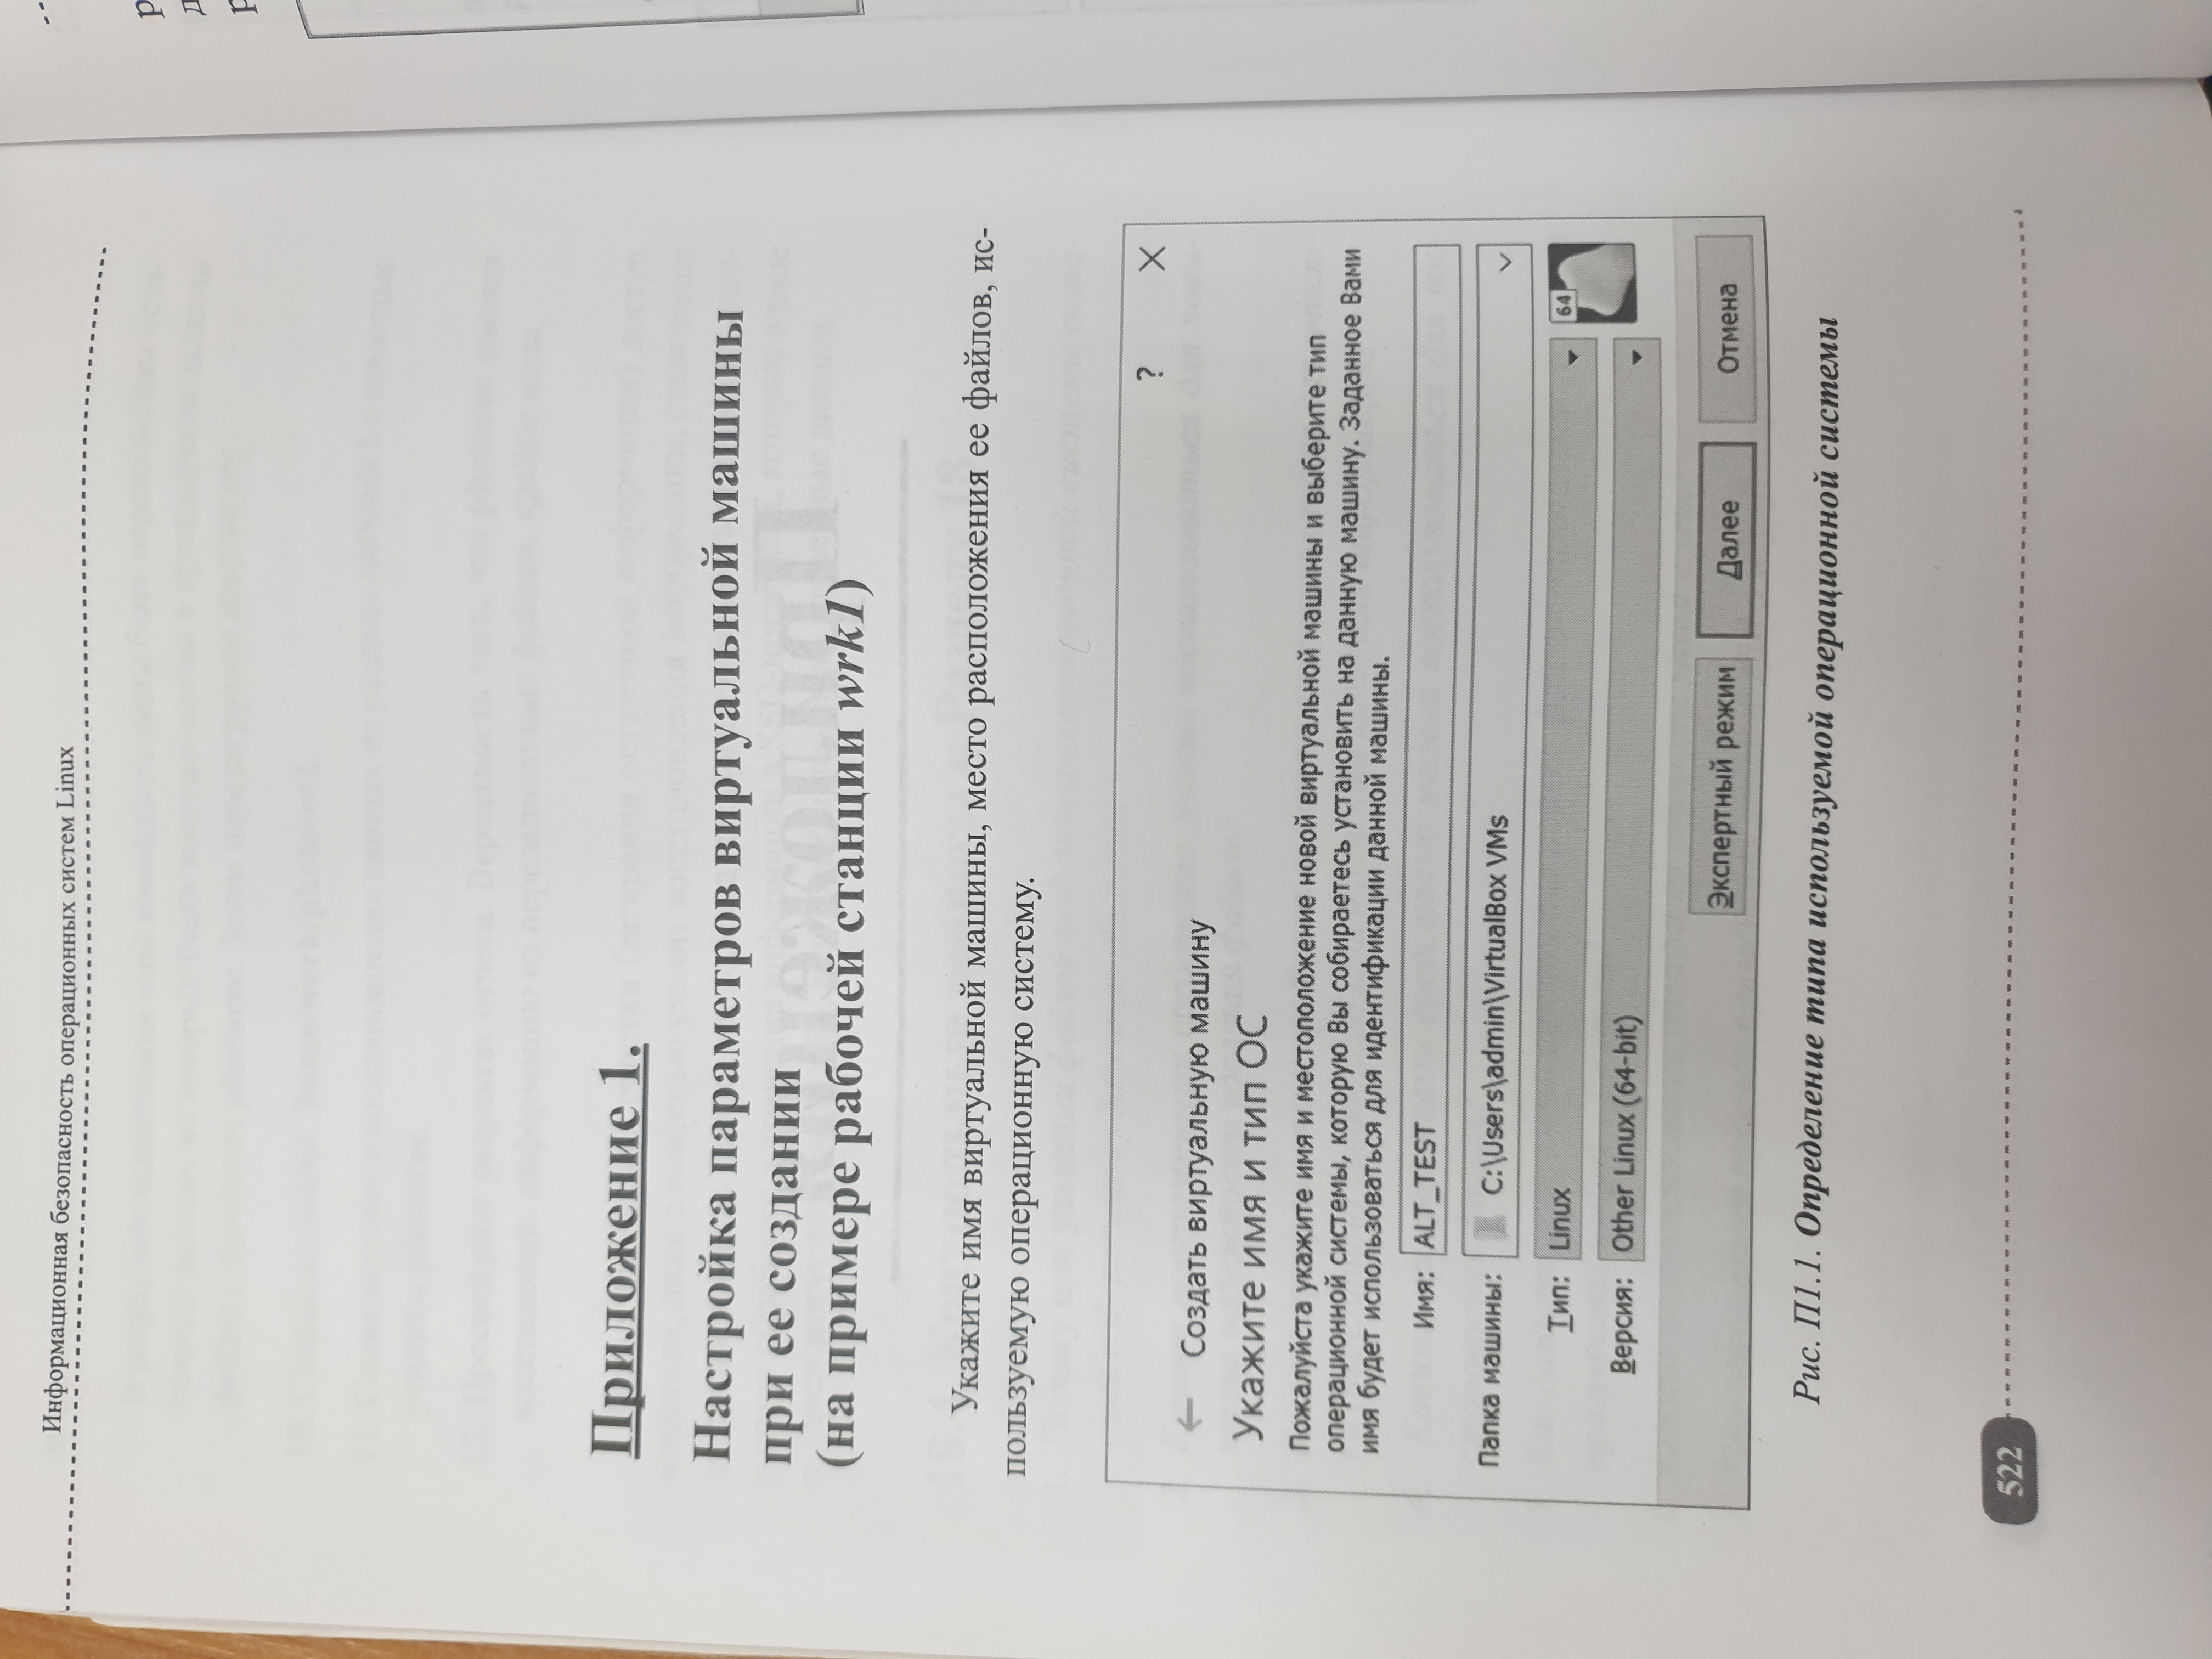 Информационная безопасность операционных систем Linux
Приложение 1.
Настройка параметров виртуальной машины
при ее создании
(на примере рабочей станции wrk1)
Укажите имя виртуальной машины, место расположения ее файлов, ис-
пользуемую операционную систему.
? ×
← Создать виртуальную машину
Укажите имя и тип ОС
Пожалуйста укажите имя и местоположение новой виртуальной машины и выберите тип
операционной системы, которую Вы собираетесь установить на данную машину. Заданное Вами
имя будет использоваться для идентификации данной машины.
Имя: ALT_TEST
Папка машины: C:\Users\admin\VirtualBox VMs
Тип: Linux
64
Версия: Other Linux (64-bit)
Экспертный режим Далее Отмена
Рис. П1.1. Определение типа используемой операционной системы
522